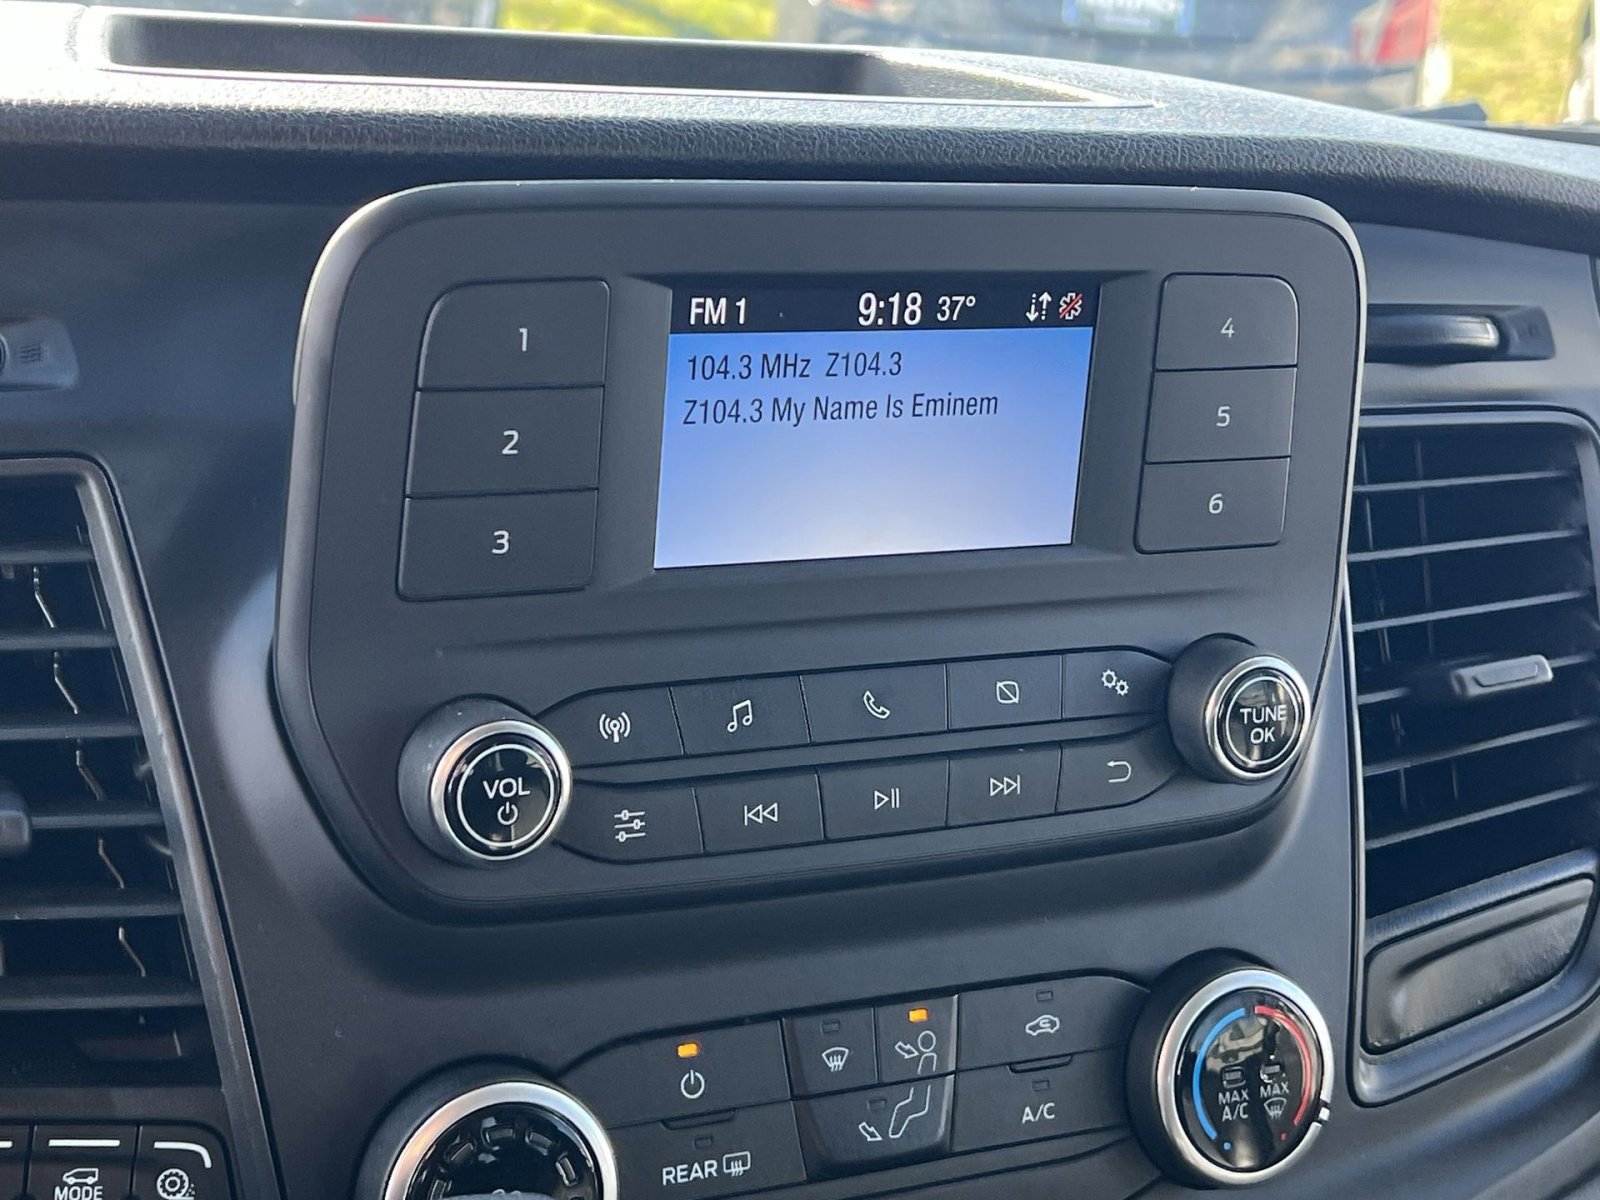 FM 1 9:18 37°
104.3 MHz Z104.3
Z104.3 My Name Is Eminem
1
2
3
4
5
6
VOL
TUNE
OK
REAR
A/C
MAX
A/C
MAX
MODE